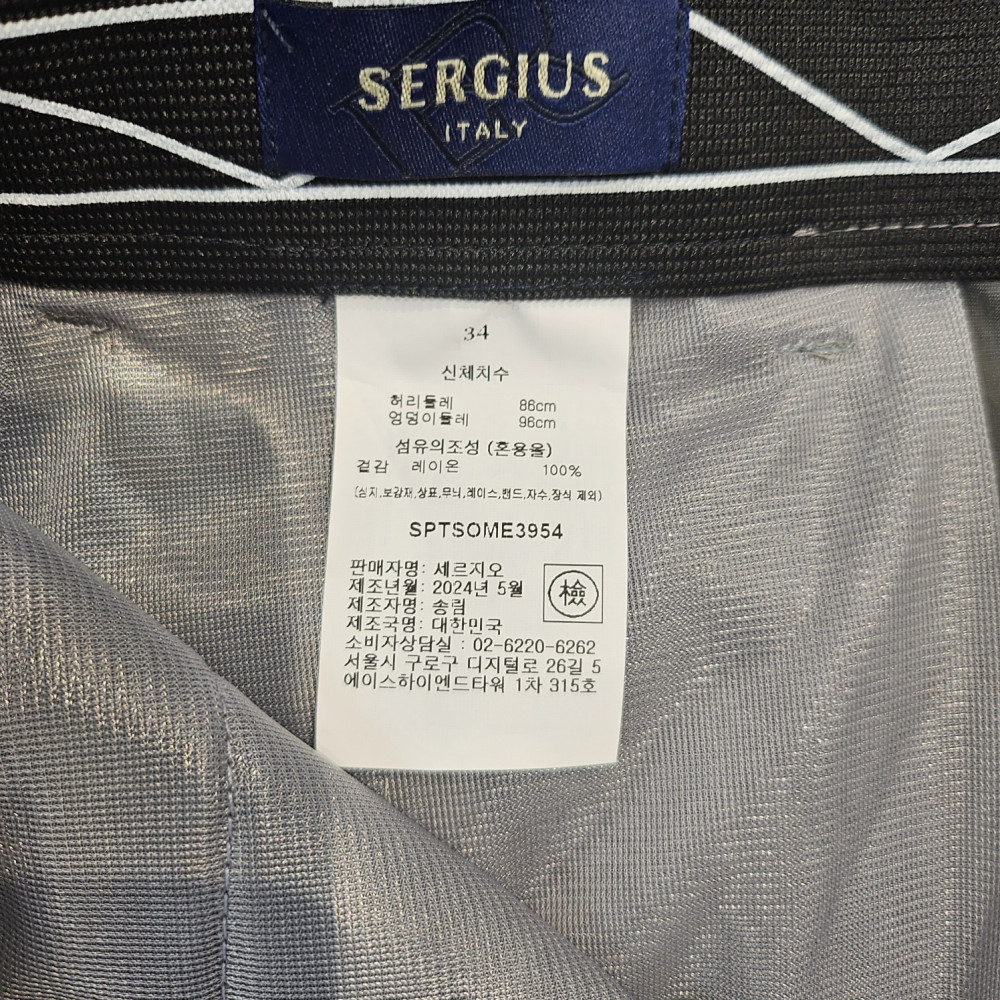 SERGIUS
ITALY
34
신체치수
허리둘레 86cm
엉덩이둘레 96cm
섬유의조성 (혼용율)
겉감 레이온 100%
(심지,보강재,상표,무늬,레이스,밴드,자수,장식 제외)
SPTSOME3954
판매자명: 세르지오
제조년월: 2024년 5월
檢
제조자명: 송림
제조국명: 대한민국
소비자상담실 : 02-6220-6262
서울시 구로구 디지털로 26길 5
에이스하이엔드타워 1차 315호